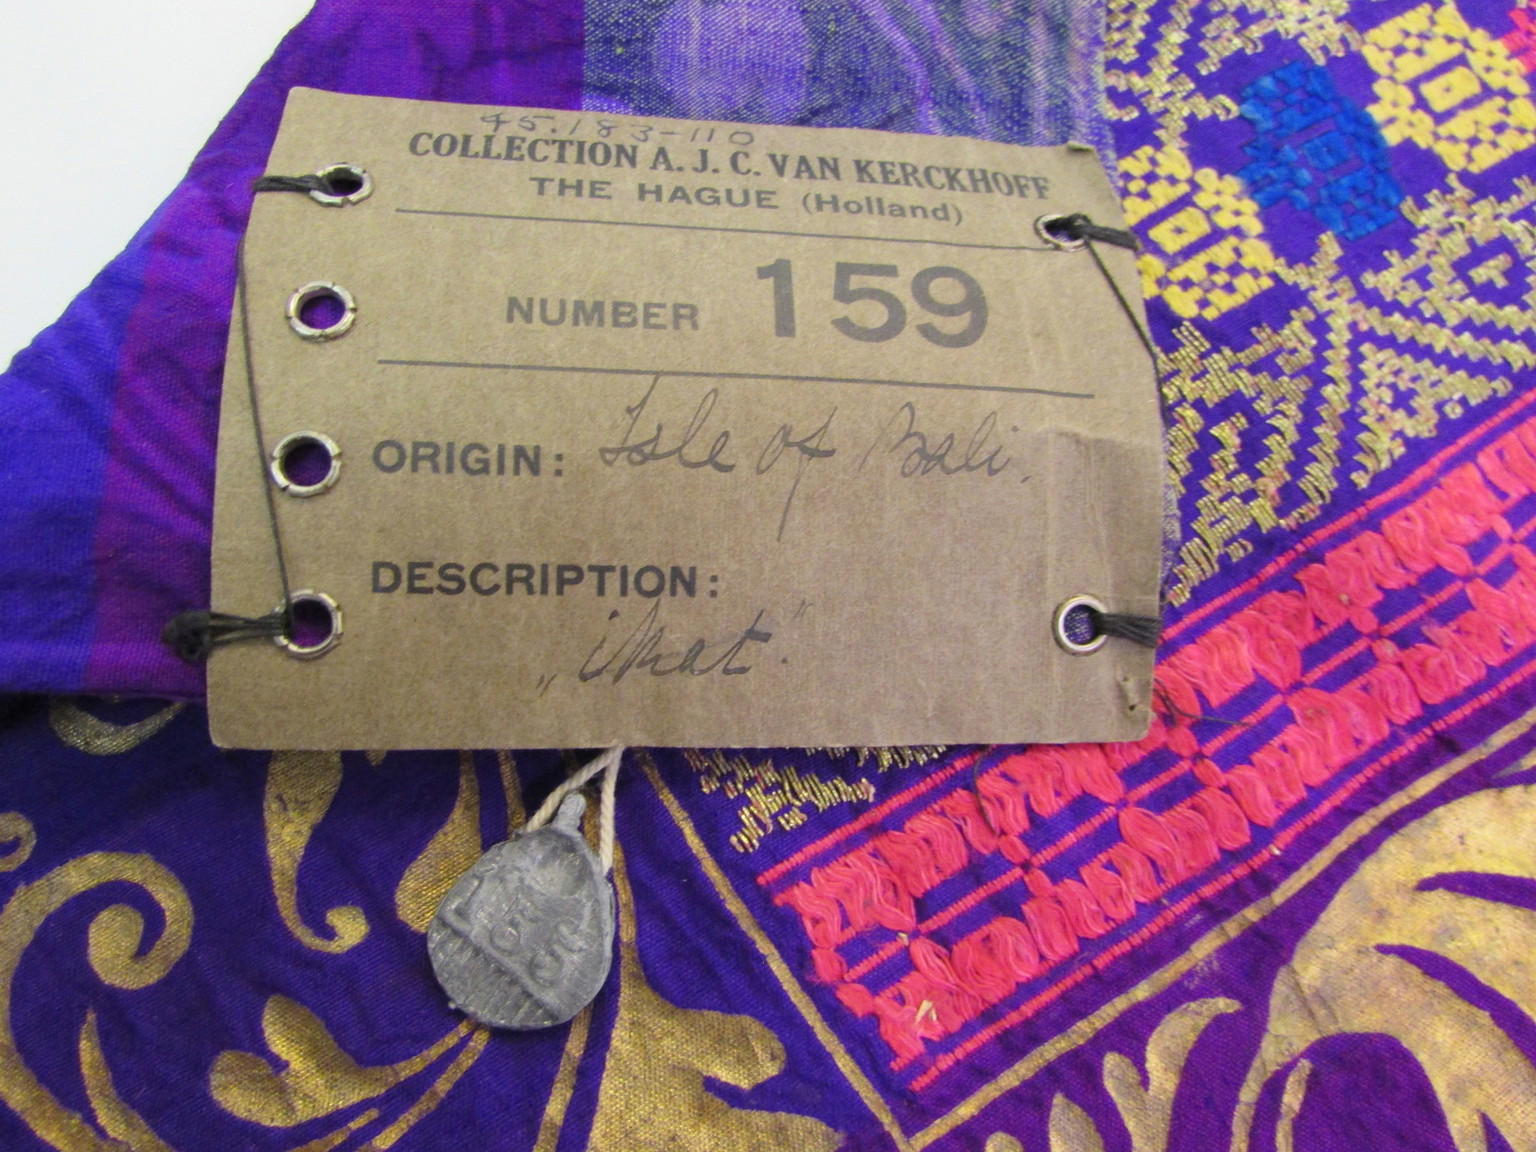 45.183-110
COLLECTION A. J. C. VAN KERCKHOFF
THE HAGUE (Holland)
NUMBER 159
ORIGIN: Isle of Bali.
DESCRIPTION:
„ikat."